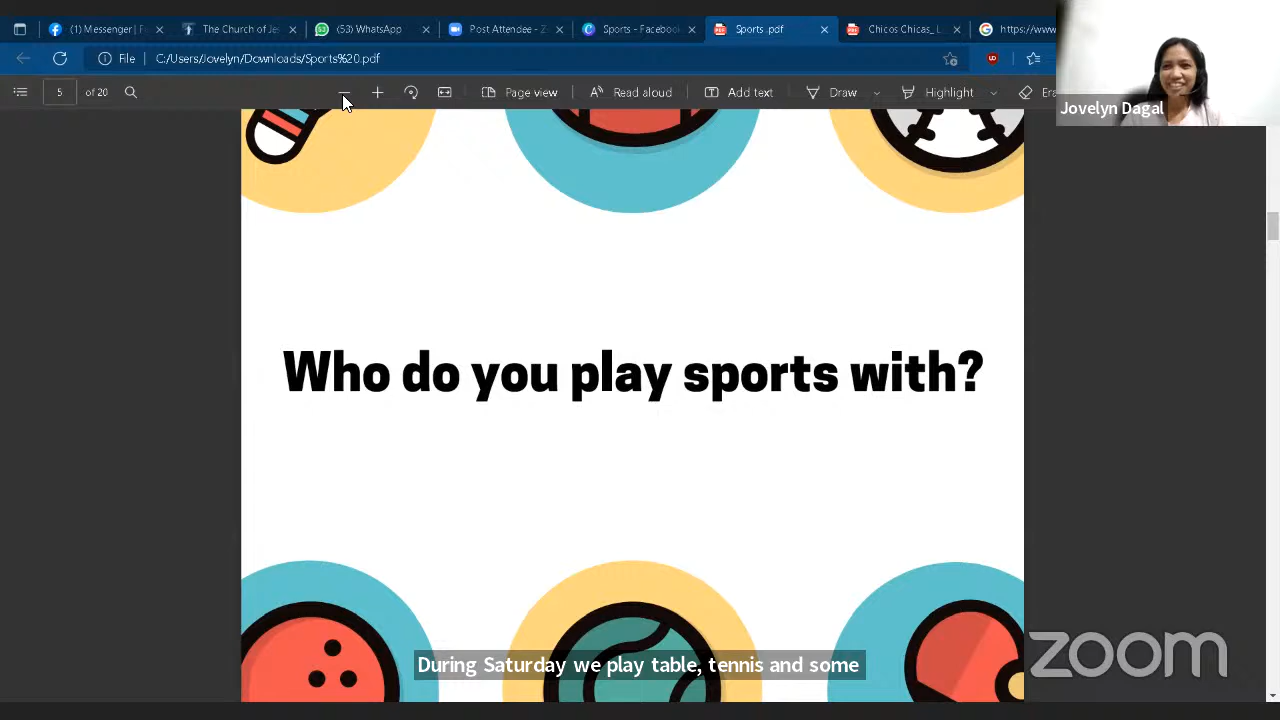 (1) Messenger | F
The Church of Je
(53) WhatsApp
Post Attendee - Z
Sports - Facebook
Sports .pdf
Chicos Chicas_ L
https://www
File
C:/Users/Jovelyn/Downloads/Sports%20.pdf
5 of 20
Page view
Read aloud
Add text
Draw
Highlight
Era
Jovelyn Dagal
Who do you play sports with?
During Saturday we play table, tennis and some
zoom